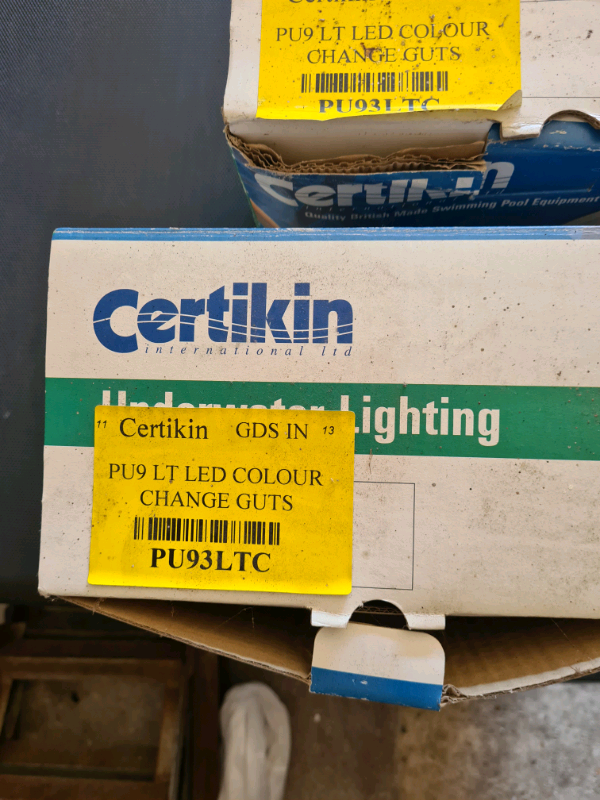 PU9 LT LED COLOUR
CHANGE GUTS
PU93LTC
Certikin
Quality British Made Swimming Pool Equipment
Certikin
international ltd
Underwater Lighting
11 Certikin GDS IN 13
PU9 LT LED COLOUR
CHANGE GUTS
PU93LTC